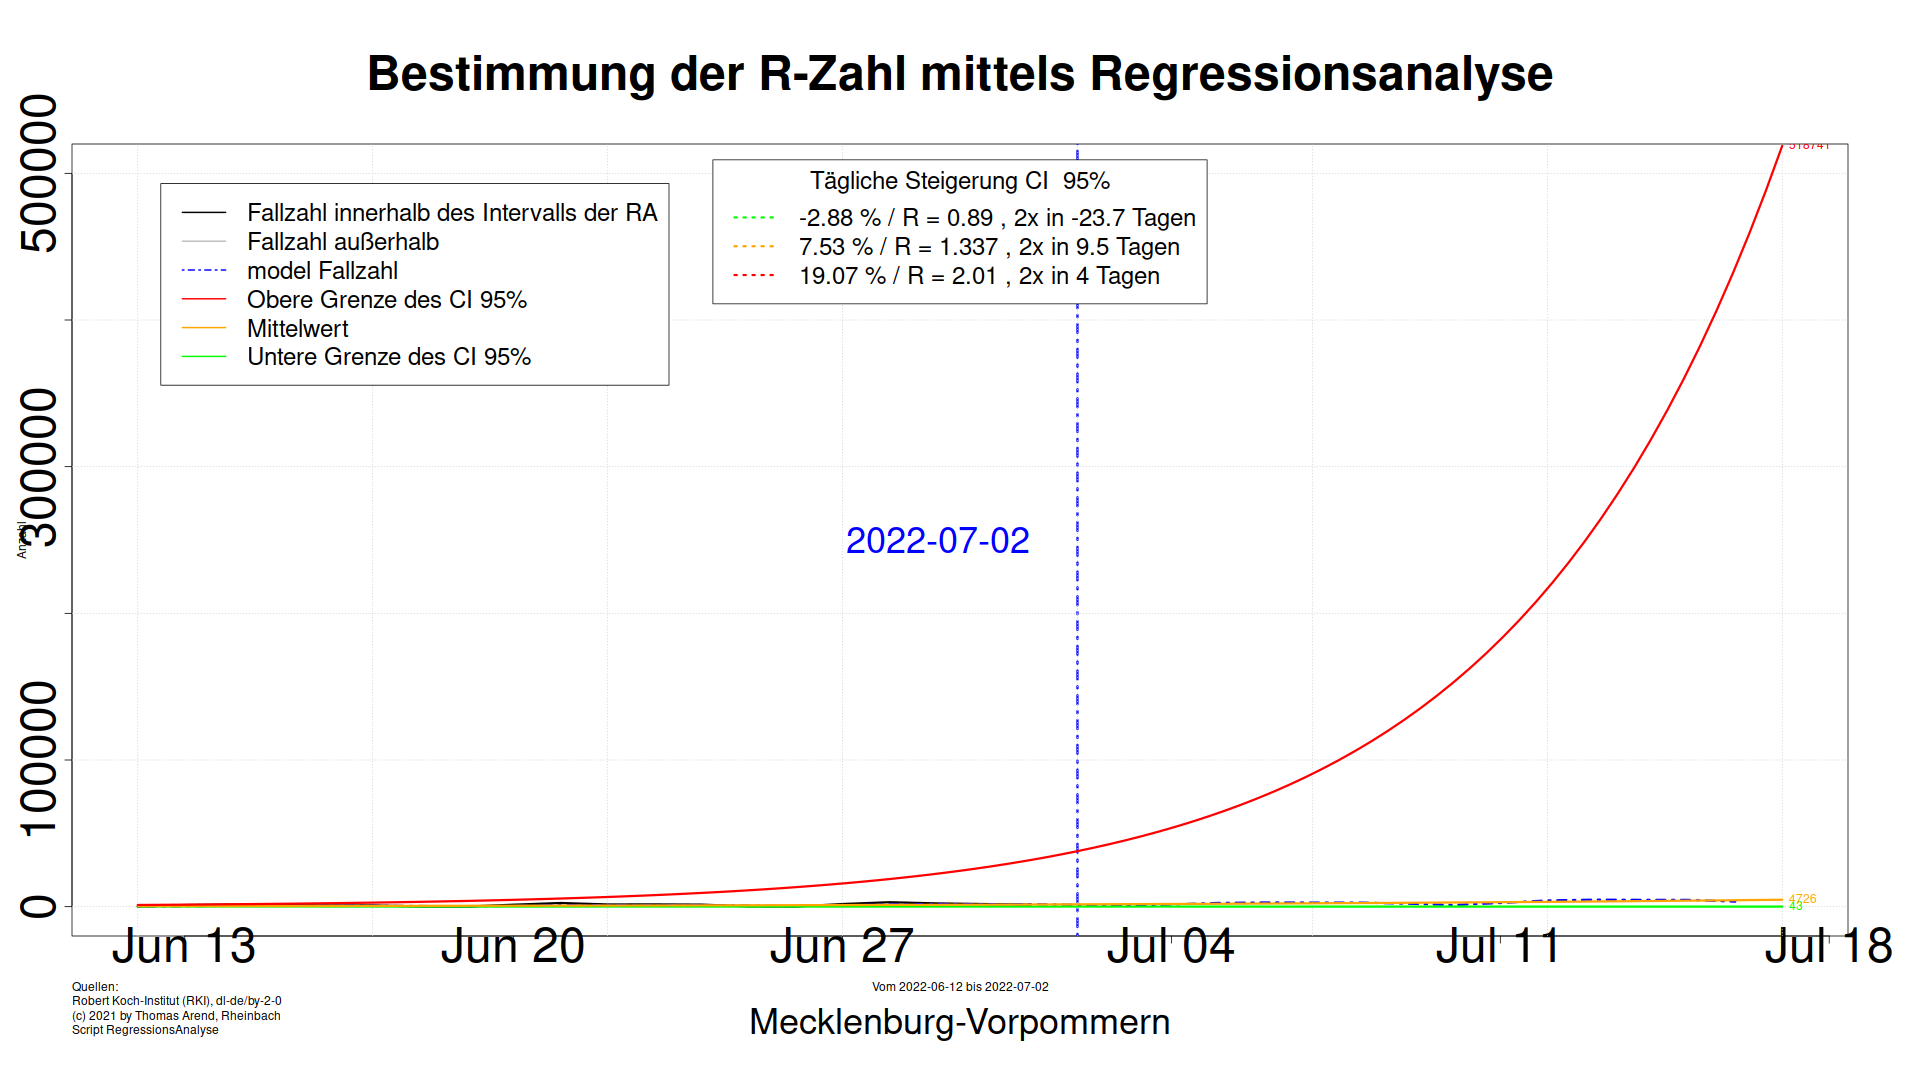 Bestimmung der R-Zahl mittels Regressionsanalyse
500000
300000
100000
0
Anzahl
Fallzahl innerhalb des Intervalls der RA
Fallzahl außerhalb
model Fallzahl
Obere Grenze des CI 95%
Mittelwert
Untere Grenze des CI 95%
Tägliche Steigerung CI 95%
-2.88 % / R = 0.89 , 2x in -23.7 Tagen
7.53 % / R = 1.337 , 2x in 9.5 Tagen
19.07 % / R = 2.01 , 2x in 4 Tagen
518741
2022-07-02
4726
43
Jun 13
Jun 20
Jun 27
Jul 04
Jul 11
Jul 18
Quellen:
Robert Koch-Institut (RKI), dl-de/by-2-0
(c) 2021 by Thomas Arend, Rheinbach
Script RegressionsAnalyse
Vom 2022-06-12 bis 2022-07-02
Mecklenburg-Vorpommern